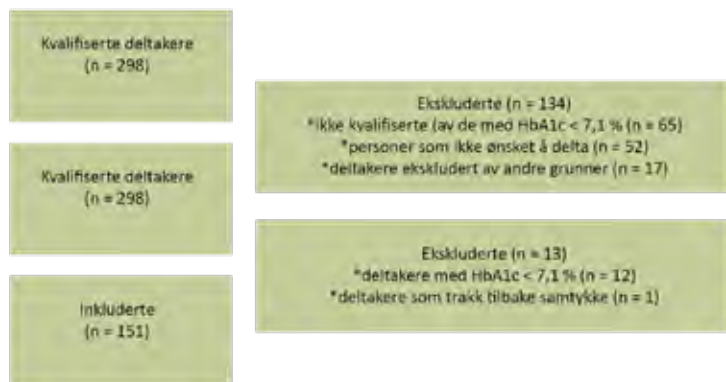 Kvalifiserte deltakere
(n = 298)
Ekskluderte (n = 134)
*ikke kvalifiserte (av de med HbA1c < 7,1 % (n = 65)
*personer som ikke ønsket å delta (n = 52)
*deltakere ekskludert av andre grunner (n = 17)
Kvalifiserte deltakere
(n = 298)
Ekskluderte (n = 13)
*deltakere med HbA1c < 7,1 % (n = 12)
*deltakere som trakk tilbake samtykke (n = 1)
Inkluderte
(n = 151)